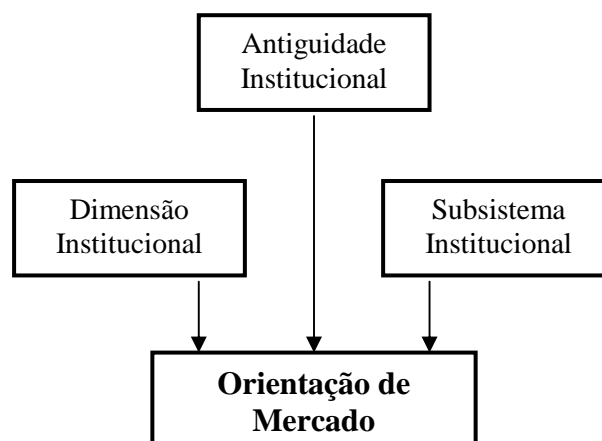 Antiguidade
Institucional
Dimensão
Institucional
Subsistema
Institucional
Orientação de
Mercado